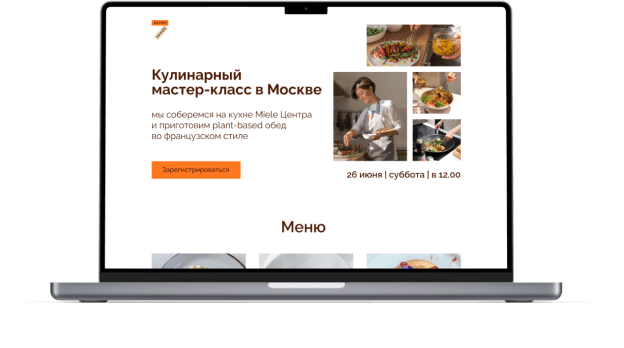 Кулинарный
мастер-класс в Москве
мы соберемся на кухне Miele Центра
и приготовим plant-based обед
во французском стиле
Зарегистрироваться
26 июня | суббота | в 12.00
Меню